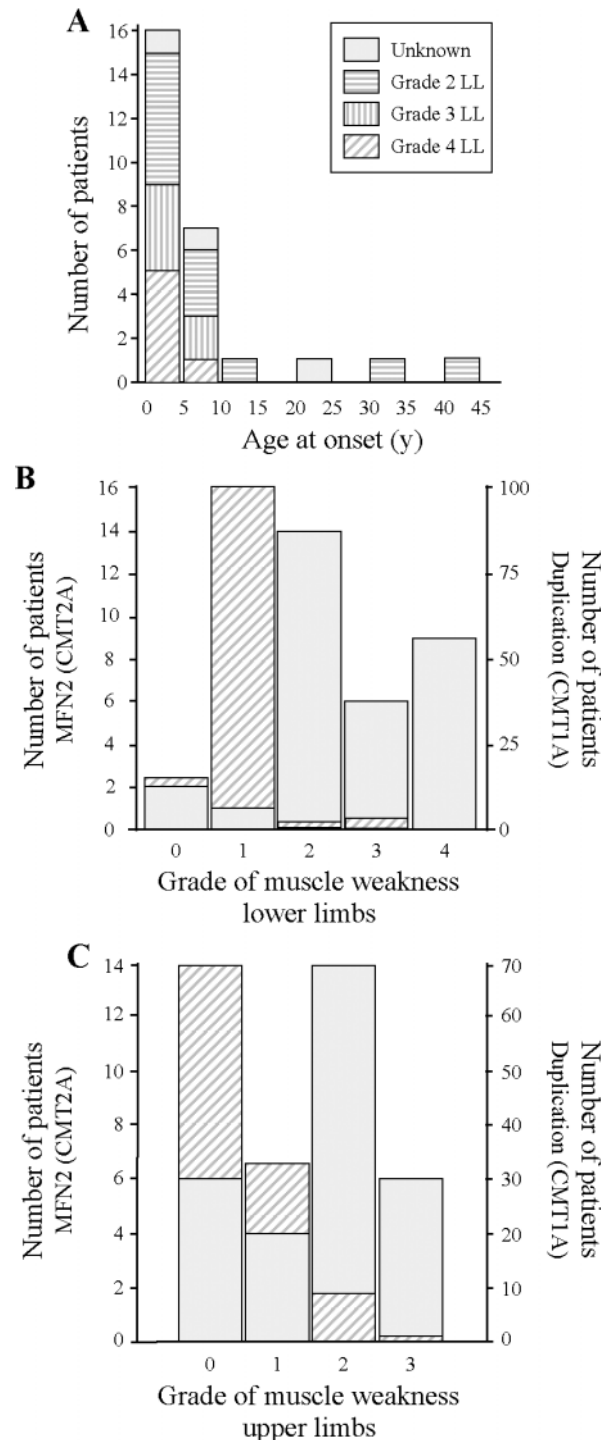 A
16
14
12
10
8
6
4
2
0
Number of patients
Unknown
Grade 2 LL
Grade 3 LL
Grade 4 LL
0 5 10 15 20 25 30 35 40 45
Age at onset (y)
B
16
14
12
10
8
6
4
2
0
Number of patients
MFN2 (CMT2A)
100
75
50
25
0
Number of patients
Duplication (CMT1A)
0 1 2 3 4
Grade of muscle weakness
lower limbs
C
14
12
10
8
6
4
2
0
Number of patients
MFN2 (CMT2A)
70
60
50
40
30
20
10
0
Number of patients
Duplication (CMT1A)
0 1 2 3
Grade of muscle weakness
upper limbs